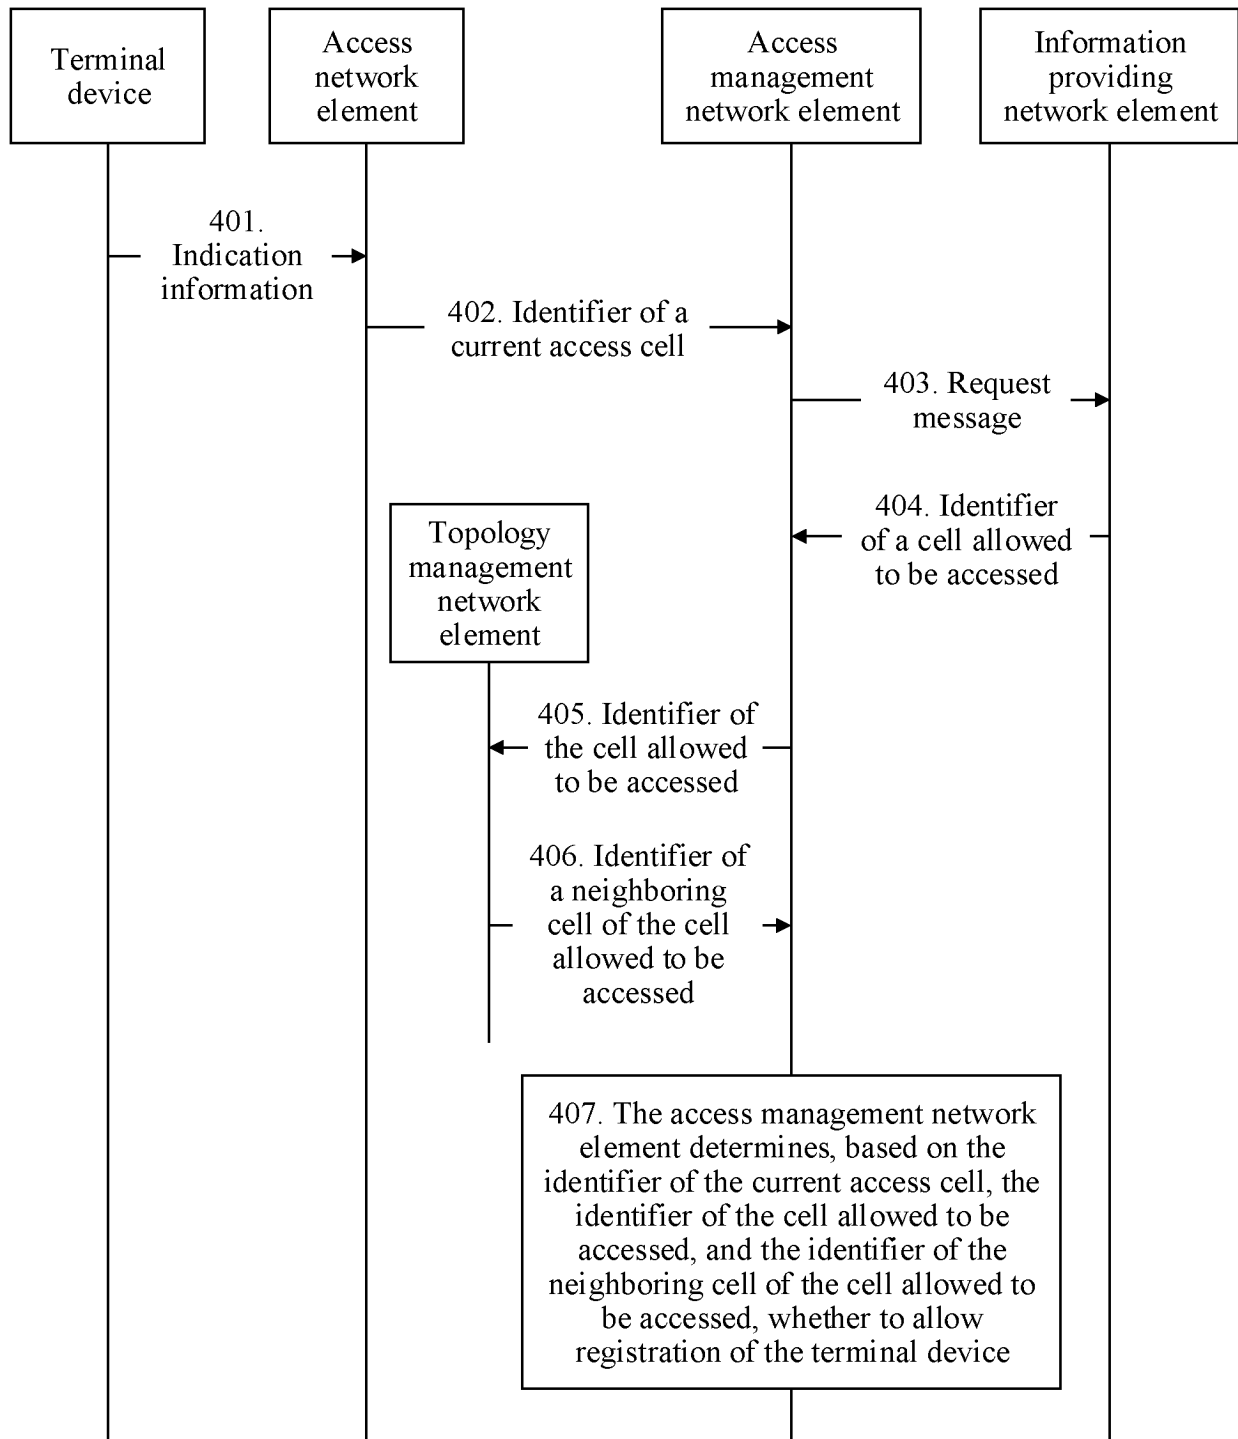 Terminal
device
Access
network
element
Access
management
network element
Information
providing
network element
401.
Indication
information
402. Identifier of a
current access cell
403. Request
message
404. Identifier
of a cell allowed
to be accessed
Topology
management
network
element
405. Identifier of
the cell allowed
to be accessed
406. Identifier of
a neighboring
cell of the cell
allowed to be
accessed
407. The access management network
element determines, based on the
identifier of the current access cell, the
identifier of the cell allowed to be
accessed, and the identifier of the
neighboring cell of the cell allowed to
be accessed, whether to allow
registration of the terminal device